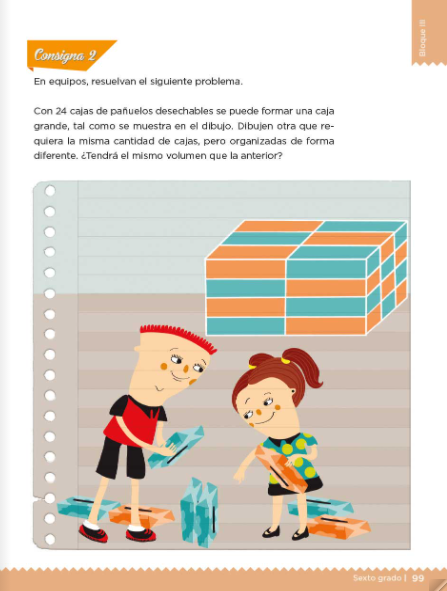 Bloque III
Consigna 2
En equipos, resuelvan el siguiente problema.
Con 24 cajas de pañuelos desechables se puede formar una caja
grande, tal como se muestra en el dibujo. Dibujen otra que re-
quiera la misma cantidad de cajas, pero organizadas de forma
diferente. ¿Tendrá el mismo volumen que la anterior?
Sexto grado | 99